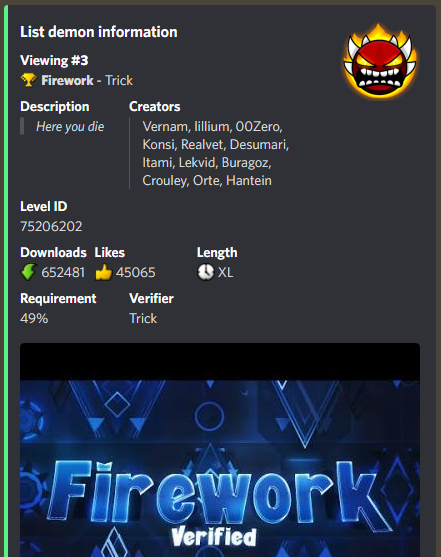 List demon information
Viewing #3
Firework - Trick
Description Creators
Here you die Vernam, lillium, 00Zero,
Konsi, Realvet, Desumari,
Itami, Lekvid, Buragoz,
Crouley, Orte, Hantein
Level ID
75206202
Downloads Likes Length
652481 45065 XL
Requirement Verifier
49% Trick
Firework
Verified